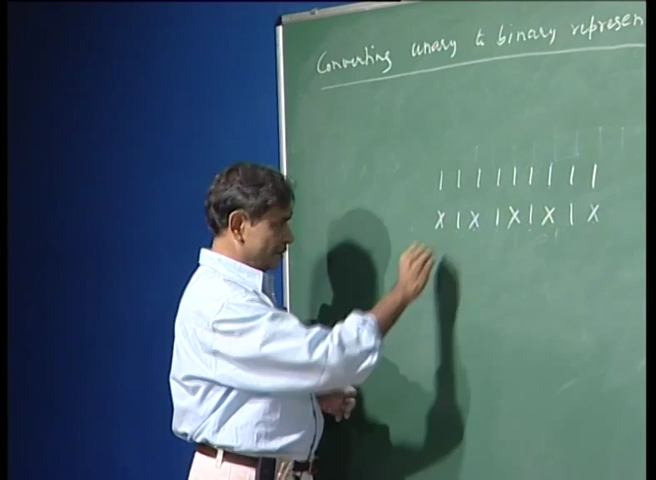 Converting unary to binary represen
| | | | | | | | |
X | X | X | X | X